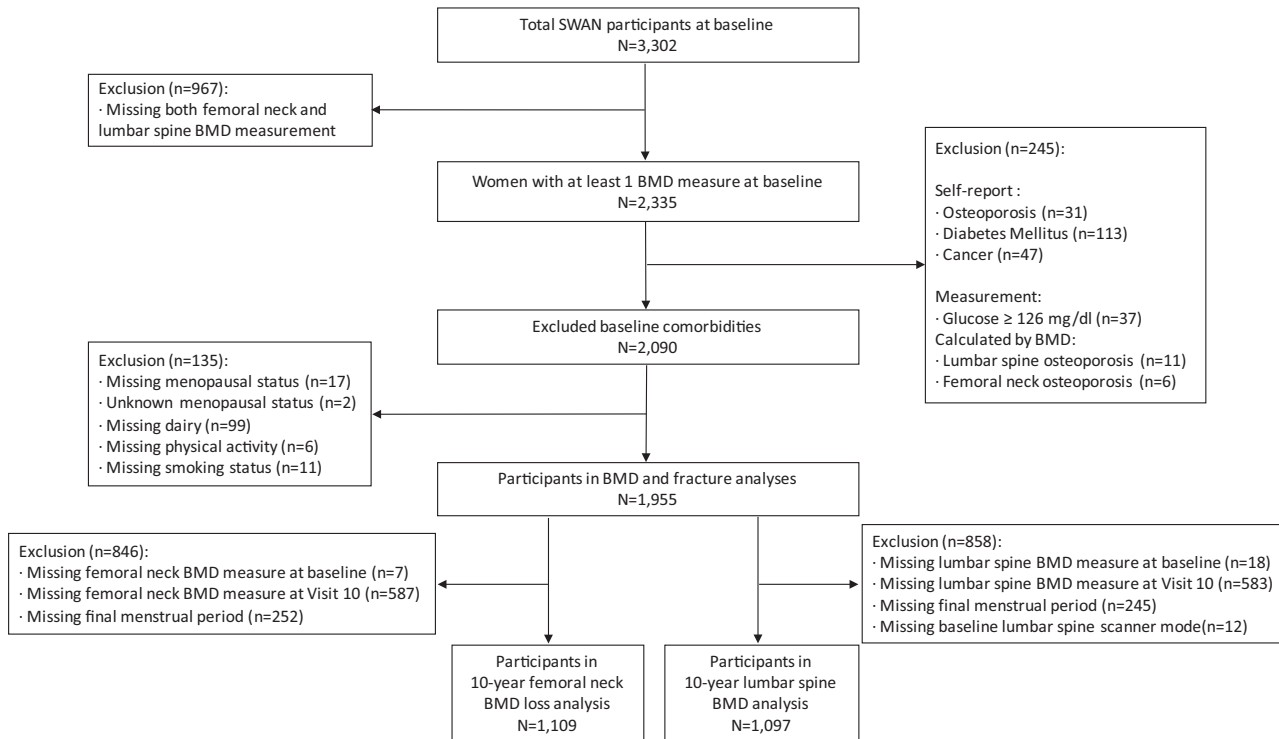 Total SWAN participants at baseline
N=3,302
Exclusion (n=967):
· Missing both femoral neck and
lumbar spine BMD measurement
Women with at least 1 BMD measure at baseline
N=2,335
Exclusion (n=245):
Self-report :
· Osteoporosis (n=31)
· Diabetes Mellitus (n=113)
· Cancer (n=47)
Measurement:
· Glucose ≥ 126 mg/dl (n=37)
Calculated by BMD:
· Lumbar spine osteoporosis (n=11)
· Femoral neck osteoporosis (n=6)
Excluded baseline comorbidities
N=2,090
Exclusion (n=135):
· Missing menopausal status (n=17)
· Unknown menopausal status (n=2)
· Missing dairy (n=99)
· Missing physical activity (n=6)
· Missing smoking status (n=11)
Participants in BMD and fracture analyses
N=1,955
Exclusion (n=846):
· Missing femoral neck BMD measure at baseline (n=7)
· Missing femoral neck BMD measure at Visit 10 (n=587)
· Missing final menstrual period (n=252)
Exclusion (n=858):
· Missing lumbar spine BMD measure at baseline (n=18)
· Missing lumbar spine BMD measure at Visit 10 (n=583)
· Missing final menstrual period (n=245)
· Missing baseline lumbar spine scanner mode(n=12)
Participants in
10-year femoral neck
BMD loss analysis
N=1,109
Participants in
10-year lumbar spine
BMD analysis
N=1,097